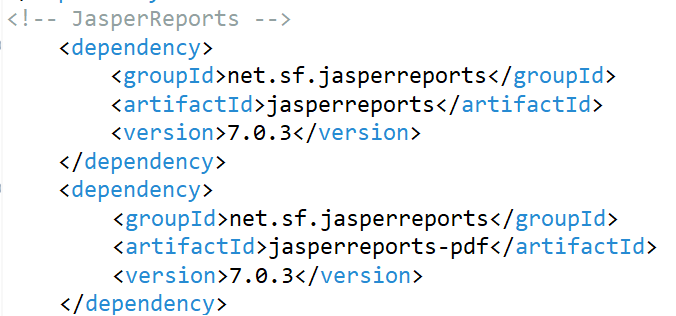 <!-- JasperReports -->
<dependency>
<groupId>net.sf.jasperreports</groupId>
<artifactId>jasperreports</artifactId>
<version>7.0.3</version>
</dependency>
<dependency>
<groupId>net.sf.jasperreports</groupId>
<artifactId>jasperreports-pdf</artifactId>
<version>7.0.3</version>
</dependency>